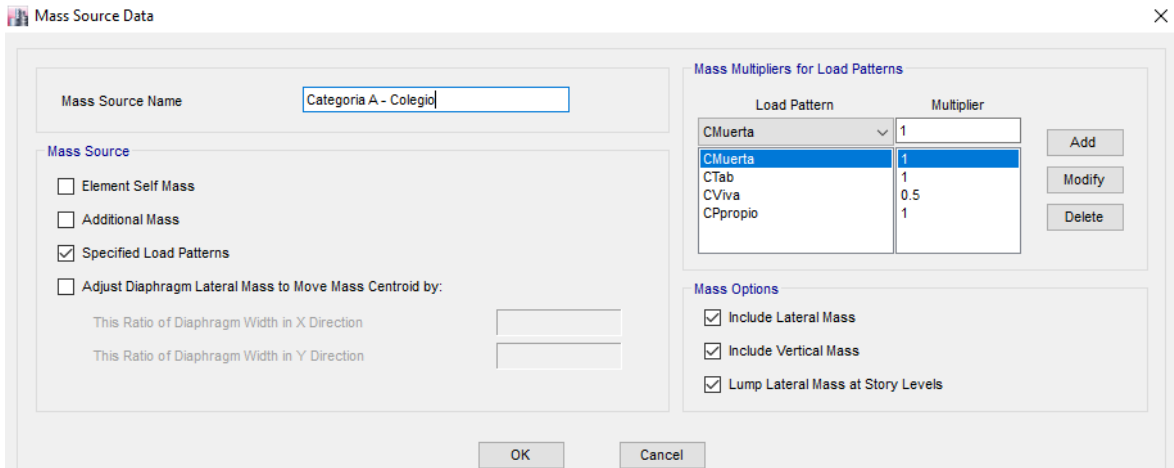 Mass Source Data
Mass Source Name
Categoria A - Colegio
Mass Source
Element Self Mass
Additional Mass
Specified Load Patterns
Adjust Diaphragm Lateral Mass to Move Mass Centroid by:
This Ratio of Diaphragm Width in X Direction
This Ratio of Diaphragm Width in Y Direction
Mass Multipliers for Load Patterns
Load Pattern Multiplier
CMuerta 1
CMuerta 1
CTab 1
CViva 0.5
CPpropio 1
Add
Modify
Delete
Mass Options
Include Lateral Mass
Include Vertical Mass
Lump Lateral Mass at Story Levels
OK Cancel